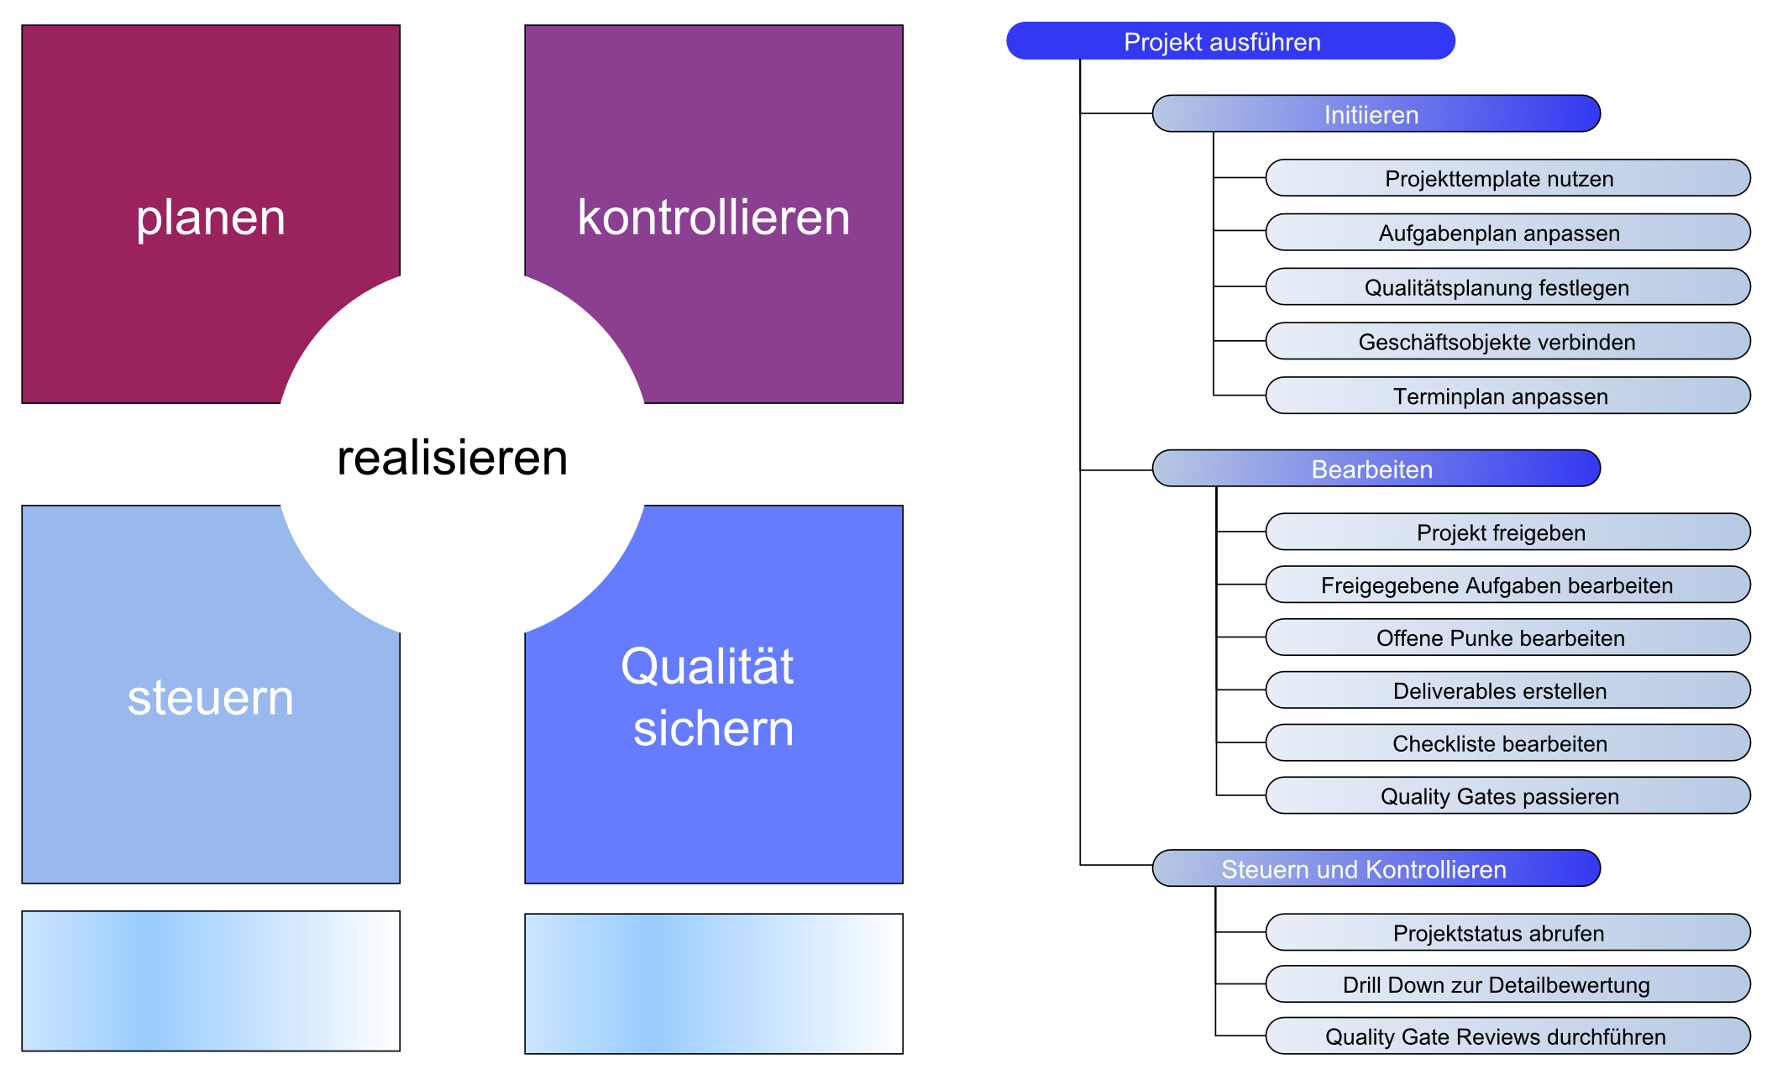 planen
kontrollieren
realisieren
steuern
Qualität
sichern
Projekt ausführen
Initiieren
Projekttemplate nutzen
Aufgabenplan anpassen
Qualitätsplanung festlegen
Geschäftsobjekte verbinden
Terminplan anpassen
Bearbeiten
Projekt freigeben
Freigegebene Aufgaben bearbeiten
Offene Punke bearbeiten
Deliverables erstellen
Checkliste bearbeiten
Quality Gates passieren
Steuern und Kontrollieren
Projektstatus abrufen
Drill Down zur Detailbewertung
Quality Gate Reviews durchführen